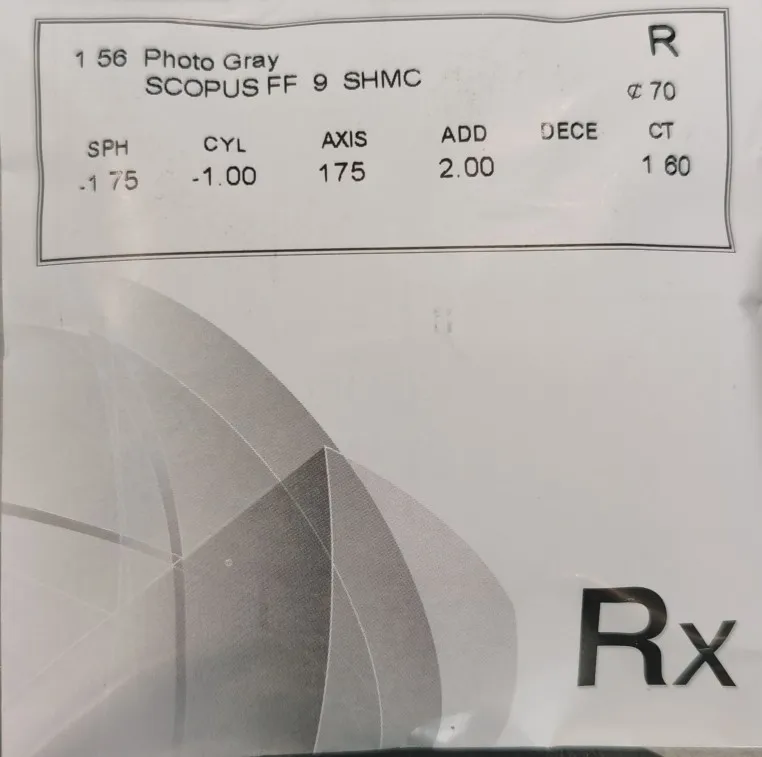 1 56 Photo Gray
R
SCOPUS FF 9 SHMC
¢ 70
SPH CYL AXIS ADD DECE CT
-1 75 -1.00 175 2.00 1 60
Rx